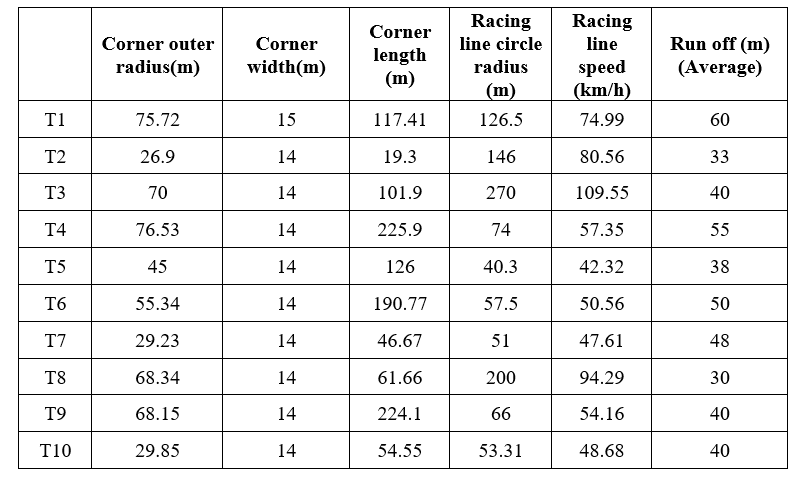 Corner outer radius(m) Corner width(m) Corner length (m) Racing line circle radius (m) Racing line speed (km/h) Run off (m) (Average)
T1 75.72 15 117.41 126.5 74.99 60
T2 26.9 14 19.3 146 80.56 33
T3 70 14 101.9 270 109.55 40
T4 76.53 14 225.9 74 57.35 55
T5 45 14 126 40.3 42.32 38
T6 55.34 14 190.77 57.5 50.56 50
T7 29.23 14 46.67 51 47.61 48
T8 68.34 14 61.66 200 94.29 30
T9 68.15 14 224.1 66 54.16 40
T10 29.85 14 54.55 53.31 48.68 40